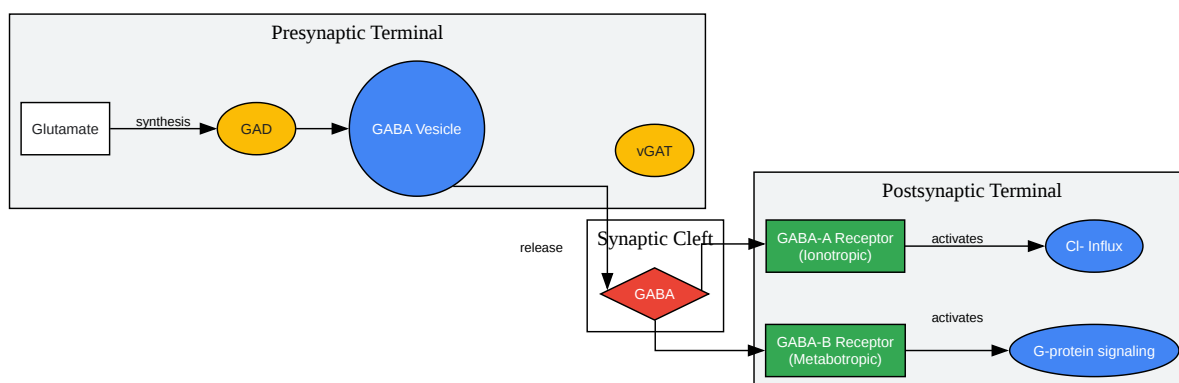 Presynaptic Terminal
Glutamate
synthesis
GAD
GABA Vesicle
vGAT
release
Synaptic Cleft
GABA
Postsynaptic Terminal
GABA-A Receptor
(Ionotropic)
activates
Cl- Influx
GABA-B Receptor
(Metabotropic)
activates
G-protein signaling